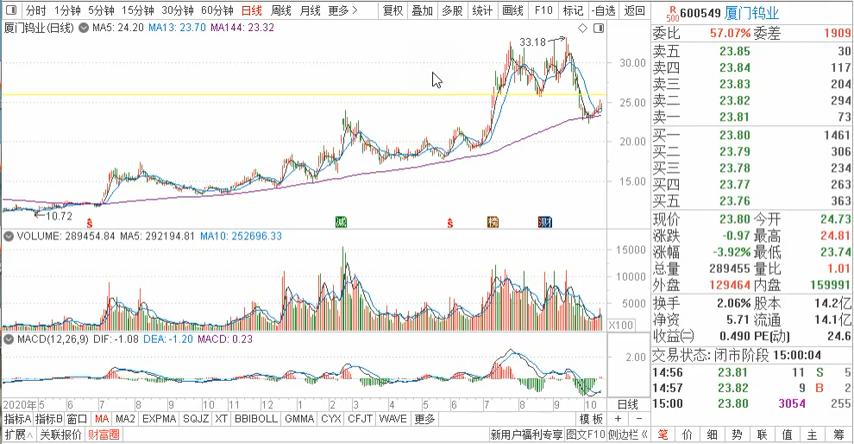 分时 1分钟 5分钟 15分钟 30分钟 60分钟 日线 周线 月线 更多 复权 叠加 多股 统计 画线 F10 标记 -自选 返回
厦门钨业(日线) MA5: 24.20 MA13: 23.70 MA144: 23.32
33.18
30.00
25.00
20.00
15.00
10.72
减 榜 财
VOLUME: 289454.84 MA5: 292194.81 MA10: 252696.33
15000
10000
5000
X100
MACD(12,26,9) DIF: -1.08 DEA: -1.20 MACD: 0.23
2.00
2020年 5 6 7 8 9 10 11 12 1 2 3 4 5 6 7 8 9 10 日线
指标A 指标B 窗口 MA MA2 EXPMA SQJZ XT BBIBOLL GMMA CYX CFJT WAVE 更多 模板 + -
扩展∧ 关联报价 财富圈 新用户福利专享 图文F10 侧边栏《
R 500 600549 厦门钨业
委比 57.07% 委差 1909
卖五 23.85 30
卖四 23.84 117
卖三 23.83 204
卖二 23.82 294
卖一 23.81 73
买一 23.80 1461
买二 23.79 306
买三 23.78 234
买四 23.77 263
买五 23.76 363
现价 23.80 今开 24.73
涨跌 -0.97 最高 24.81
涨幅 -3.92% 最低 23.74
总量 289455 量比 1.01
外盘 129464 内盘 159991
换手 2.06% 股本 14.2亿
净资 5.71 流通 14.1亿
收益㈡ 0.490 PE(动) 24.6
交易状态: 闭市阶段 15:00:04
14:56 23.81 11 S 5
14:57 23.82 9 B 2
15:00 23.80 3054 255
笔 价 细 势 联 值 主 筹